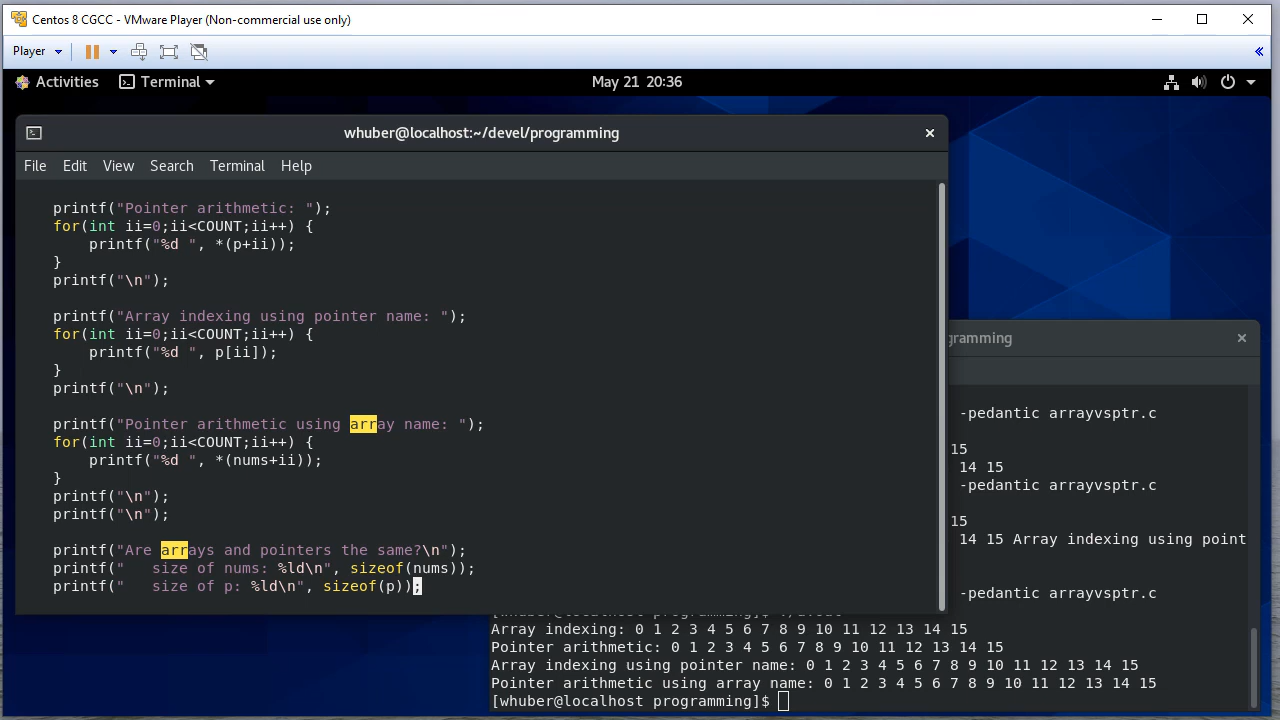 Centos 8 CGCC - VMware Player (Non-commercial use only)
Player
Activities Terminal May 21 20:36
whuber@localhost:~/devel/programming
File Edit View Search Terminal Help
printf("Pointer arithmetic: ");
for(int ii=0;ii<COUNT;ii++) {
printf("%d ", *(p+ii));
}
printf("\n");
printf("Array indexing using pointer name: ");
for(int ii=0;ii<COUNT;ii++) {
printf("%d ", p[ii]);
}
printf("\n");
printf("Pointer arithmetic using array name: ");
for(int ii=0;ii<COUNT;ii++) {
printf("%d ", *(nums+ii));
}
printf("\n");
printf("\n");
printf("Are arrays and pointers the same?\n");
printf("   size of nums: %ld\n", sizeof(nums));
printf("   size of p: %ld\n", sizeof(p));
gramming
-pedantic arrayvsptr.c
15
14 15
-pedantic arrayvsptr.c
15
14 15 Array indexing using point
-pedantic arrayvsptr.c
[whuber@localhost programming]$ ./a.out
Array indexing: 0 1 2 3 4 5 6 7 8 9 10 11 12 13 14 15
Pointer arithmetic: 0 1 2 3 4 5 6 7 8 9 10 11 12 13 14 15
Array indexing using pointer name: 0 1 2 3 4 5 6 7 8 9 10 11 12 13 14 15
Pointer arithmetic using array name: 0 1 2 3 4 5 6 7 8 9 10 11 12 13 14 15
[whuber@localhost programming]$